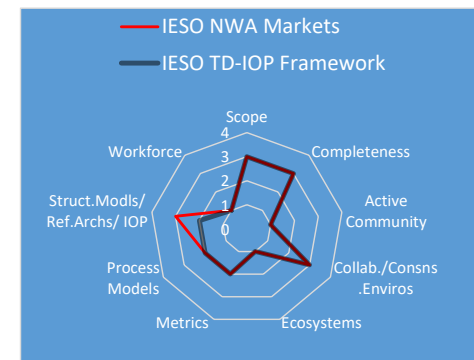 IESO NWA Markets
IESO TD-IOP Framework
Scope
4
3
2
1
0
Completeness
Active
Community
Collab./Consns
.Enviros
Ecosystems
Metrics
Process
Models
Struct.Modls/
Ref.Archs/ IOP
Workforce